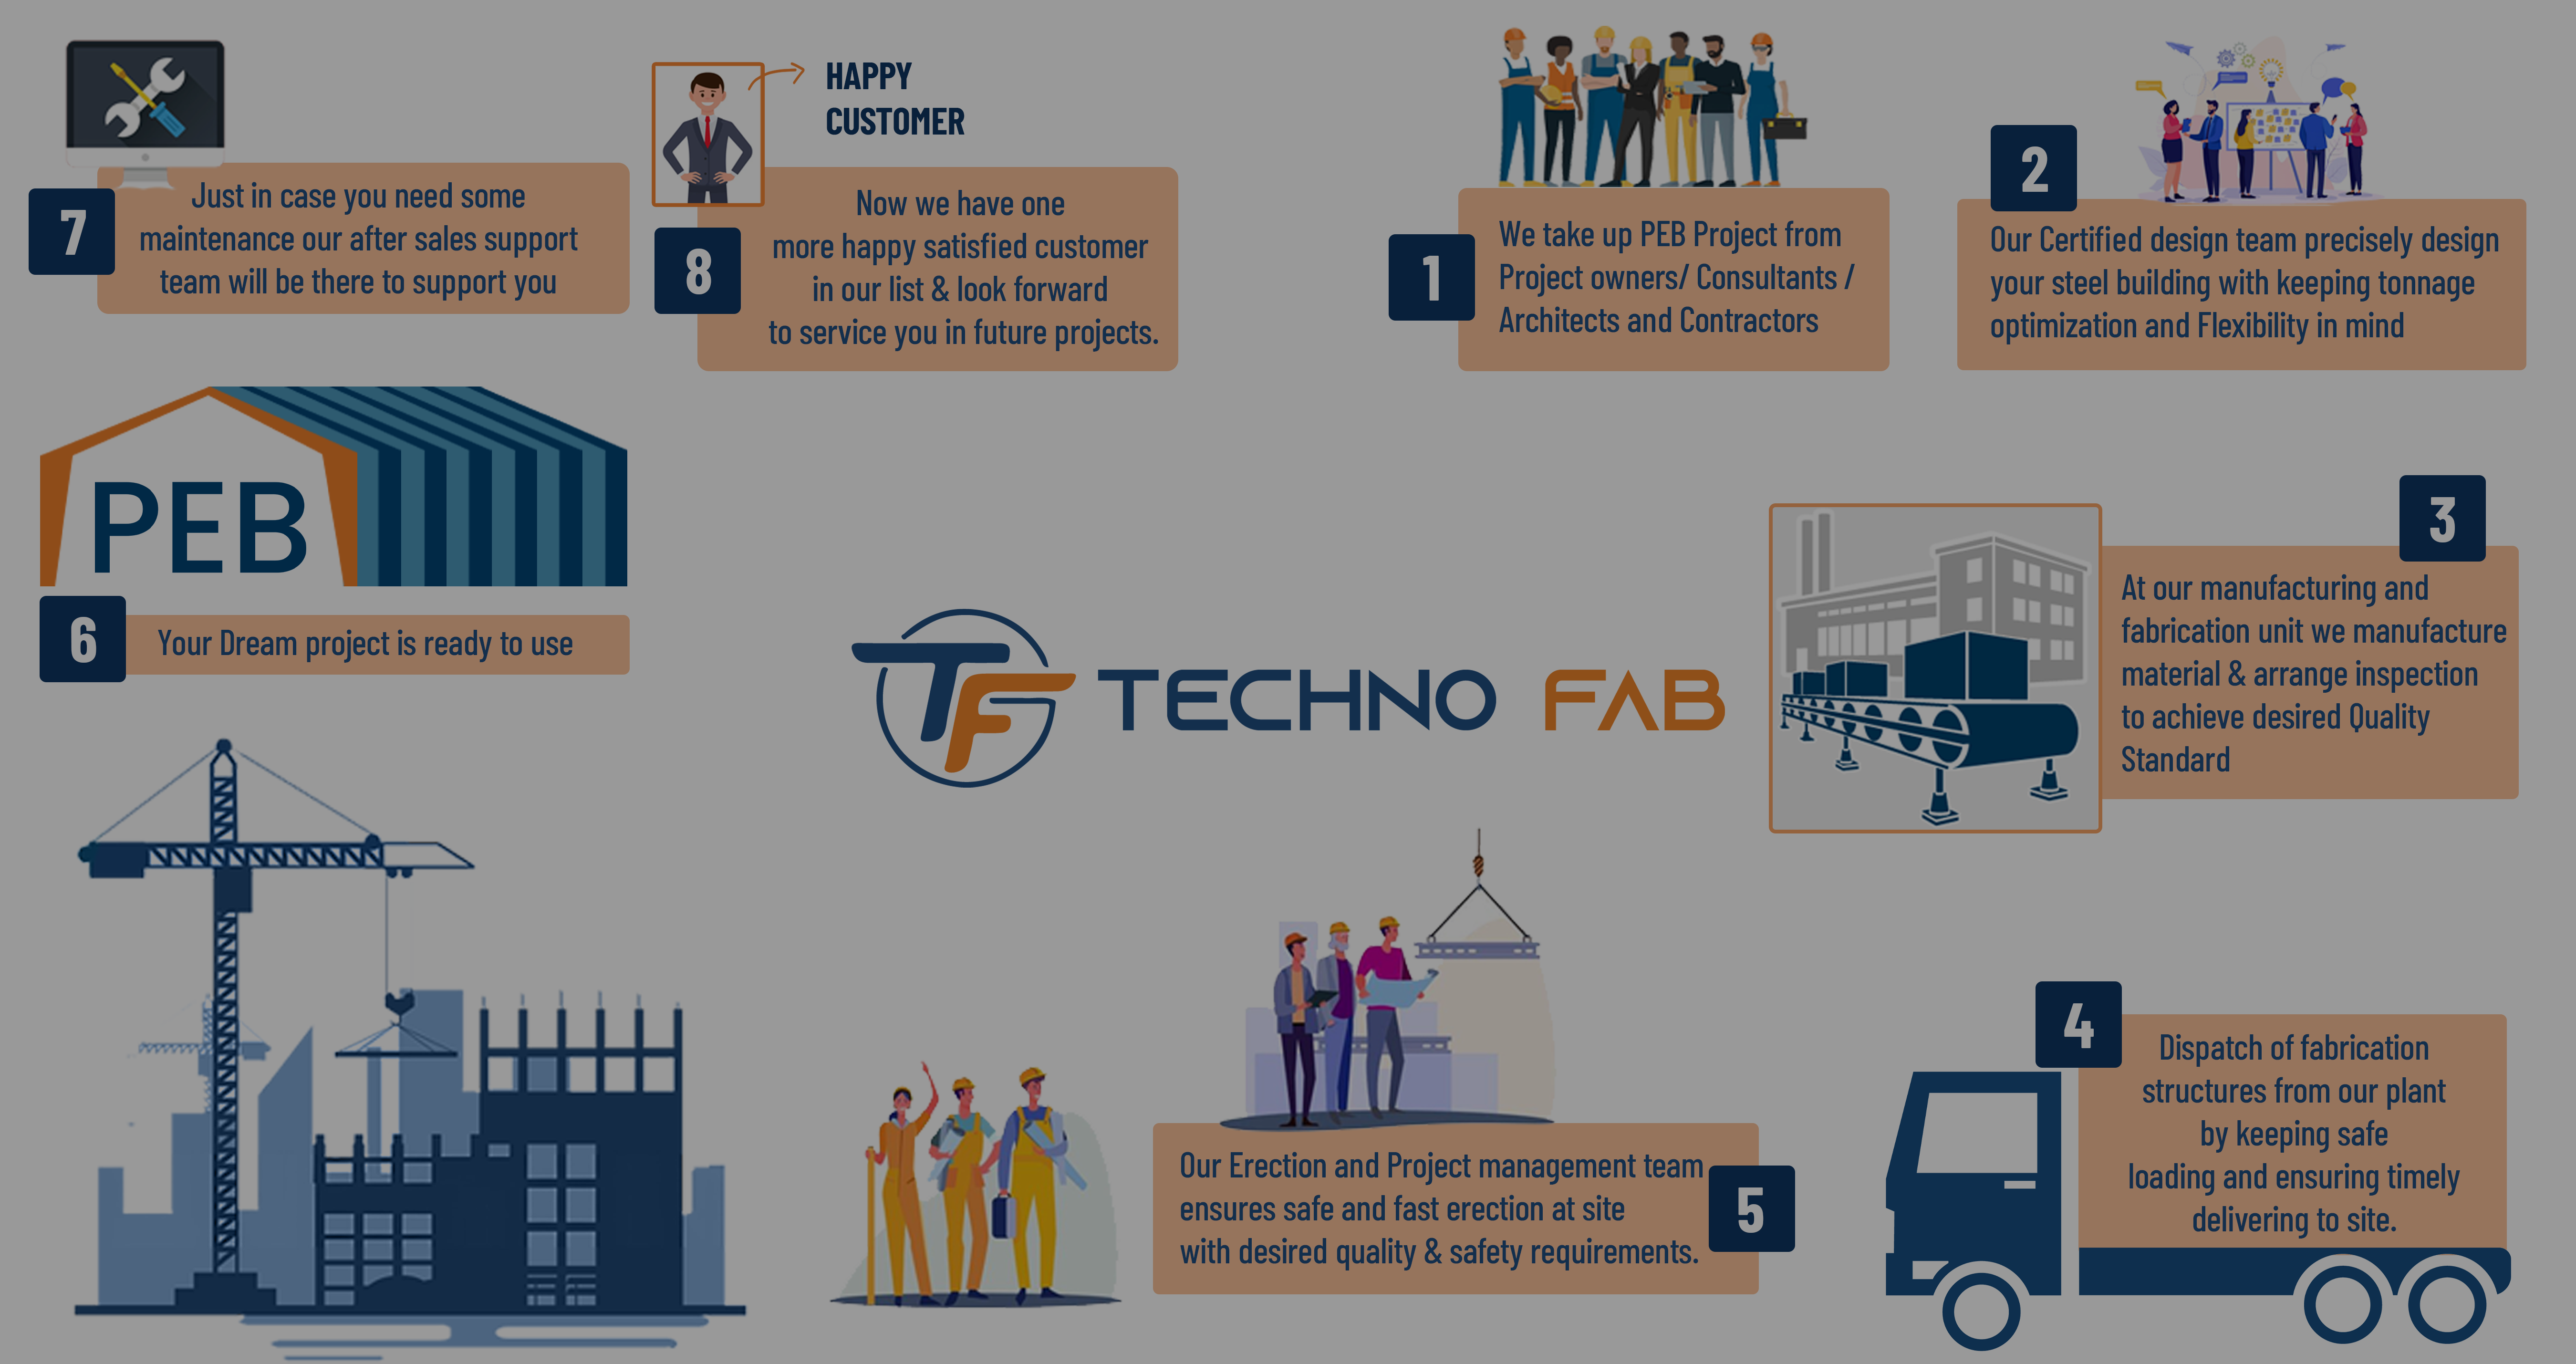 7
Just in case you need some
maintenance our after sales support
team will be there to support you
HAPPY
CUSTOMER
8
Now we have one
more happy satisfied customer
in our list & look forward
to service you in future projects.
1
We take up PEB Project from
Project owners/ Consultants /
Architects and Contractors
2
Our Certified design team precisely design
your steel building with keeping tonnage
optimization and Flexibility in mind
PEB
6
Your Dream project is ready to use
TF TECHNO FAB
3
At our manufacturing and
fabrication unit we manufacture
material & arrange inspection
to achieve desired Quality
Standard
5
Our Erection and Project management team
ensures safe and fast erection at site
with desired quality & safety requirements.
4
Dispatch of fabrication
structures from our plant
by keeping safe
loading and ensuring timely
delivering to site.